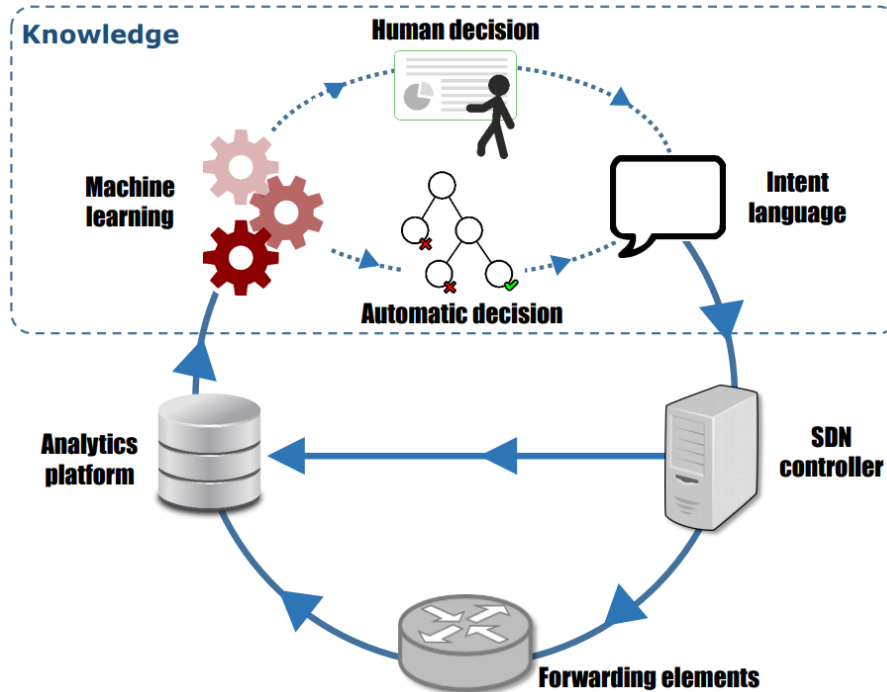 Knowledge
Human decision
Machine
learning
Intent
language
Automatic decision
Analytics
platform
SDN
controller
Forwarding elements